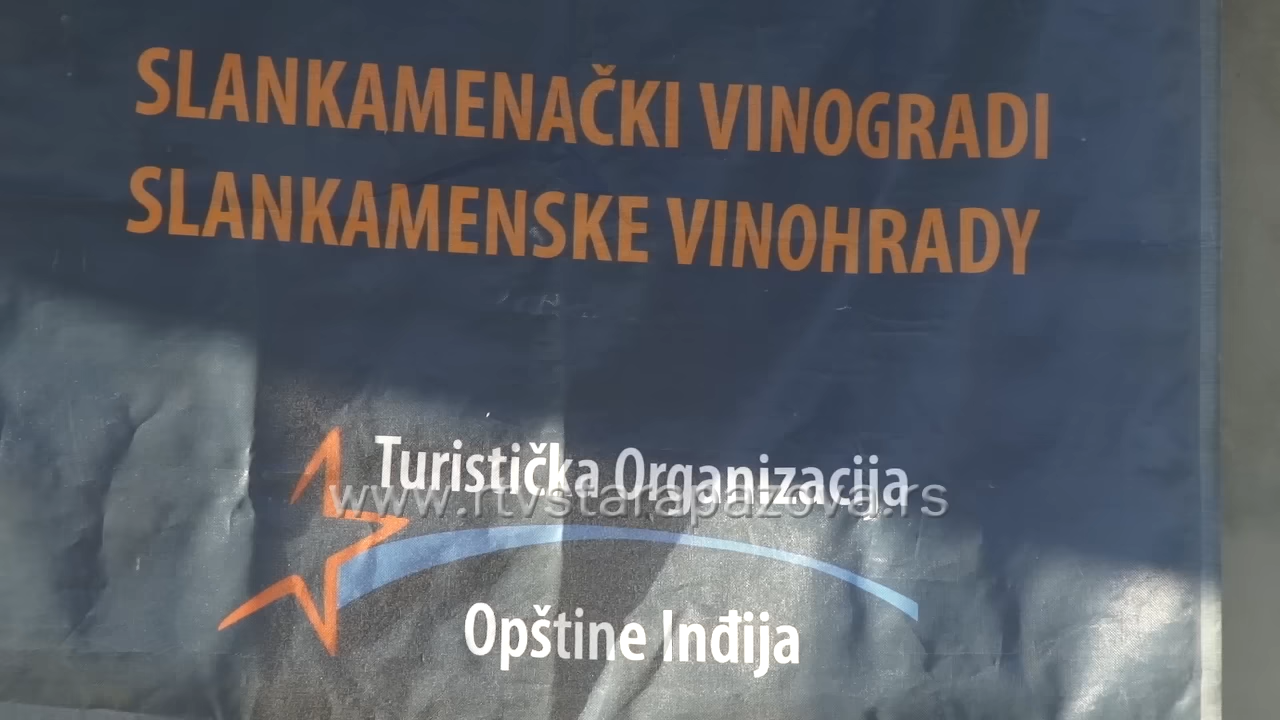 SLANKAMENAČKI VINOGRADI
SLANKAMENSKE VINOHRADY
Turistička Organizacija
www.rtvstarapazova.rs
Opštine Inđija